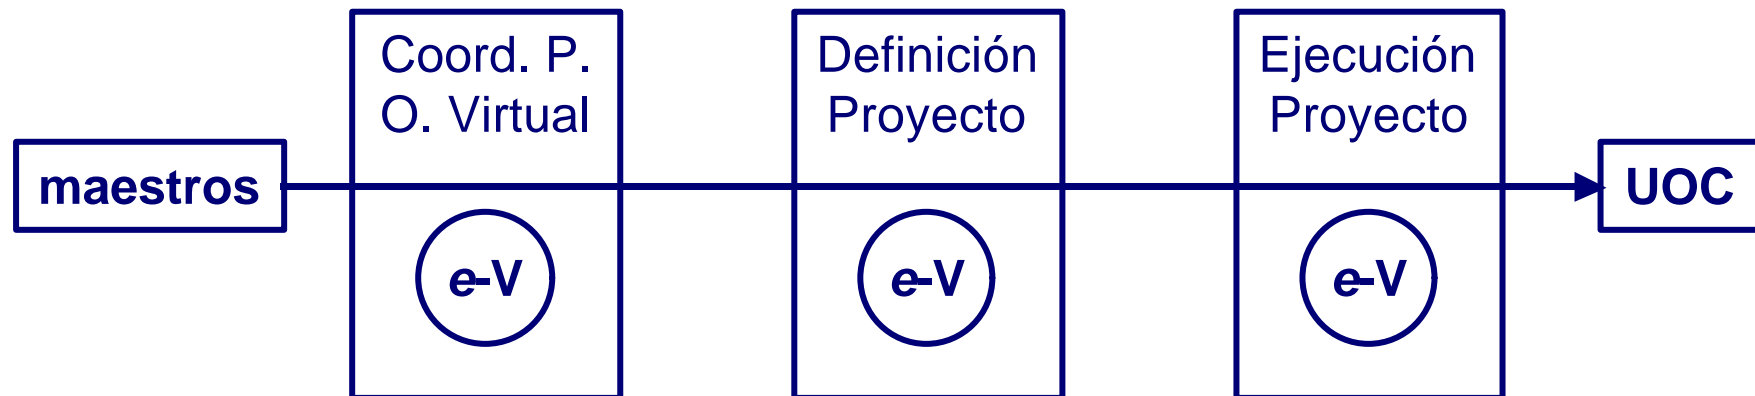 maestros
Coord. P.
O. Virtual
e-V
Definición
Proyecto
e-V
Ejecución
Proyecto
e-V
UOC